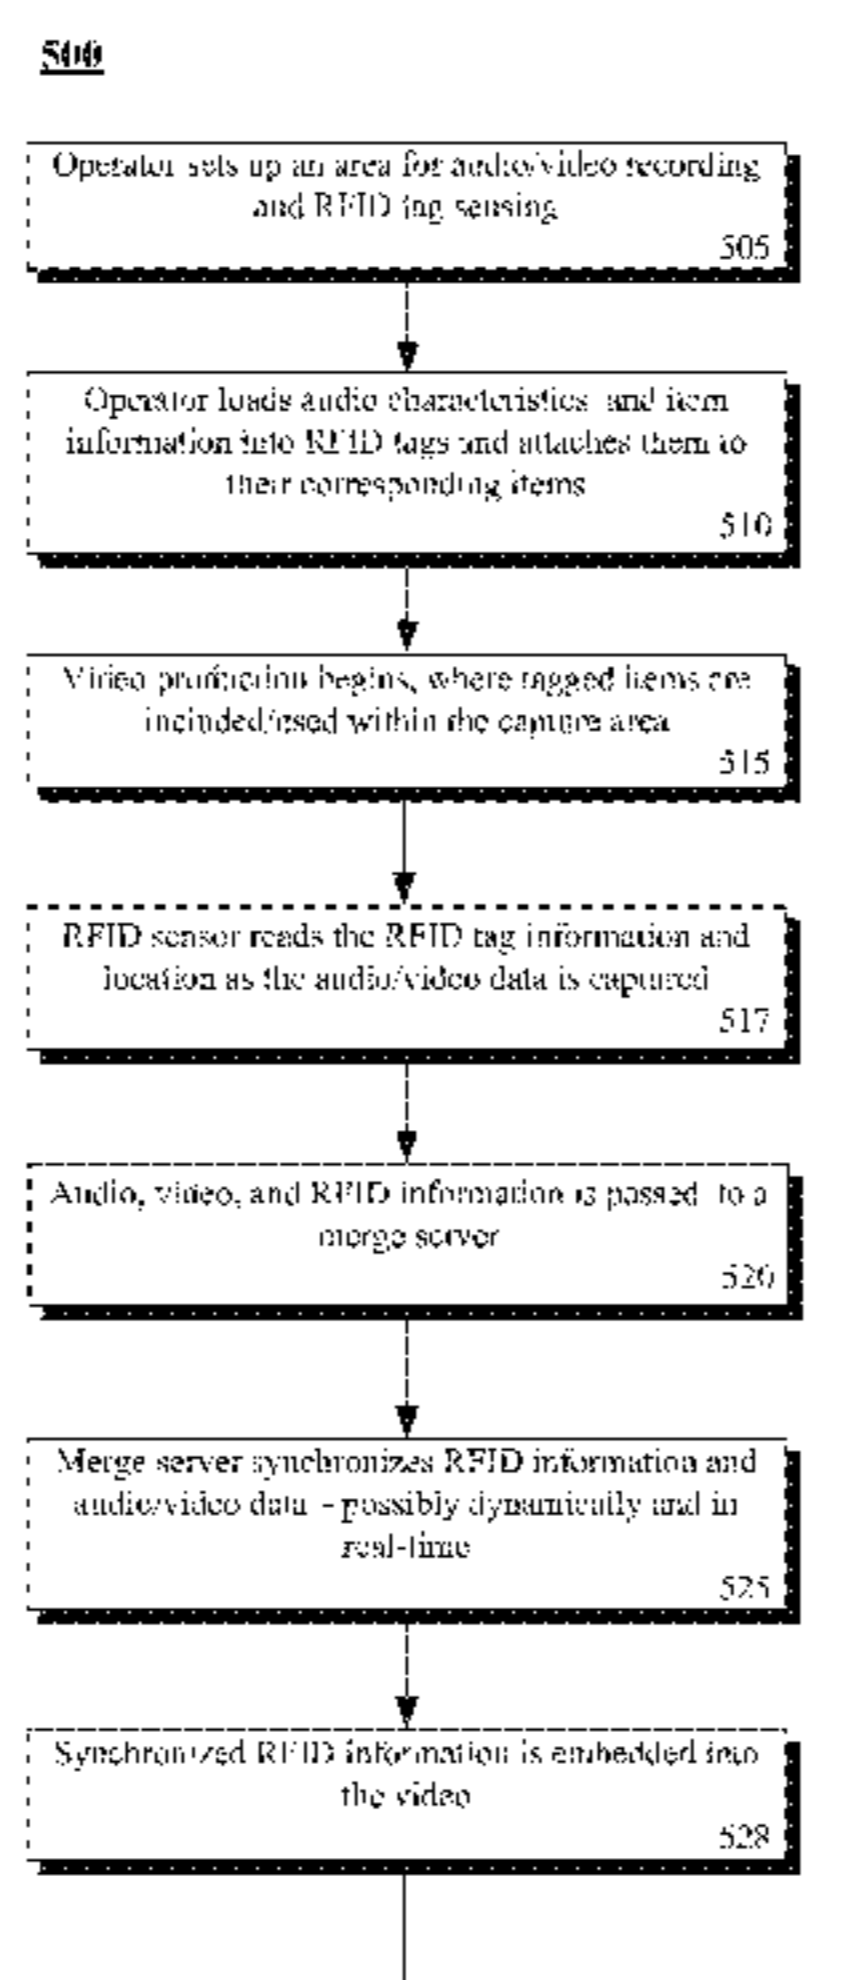 500
Operator sets up an area for audio/video recording
and RFID tag sensing
505
Operator loads audio characteristics and item
information into RFID tags and attaches them to
their corresponding items
510
Video production begins, where tagged items are
included/used within the capture area
515
RFID sensor reads the RFID tag information and
location as the audio/video data is captured
517
Audio, video, and RFID information is passed to a
merge server
520
Merge server synchronizes RFID information and
audio/video data - possibly dynamically and in
real-time
525
Synchronized RFID information is embedded into
the video
528